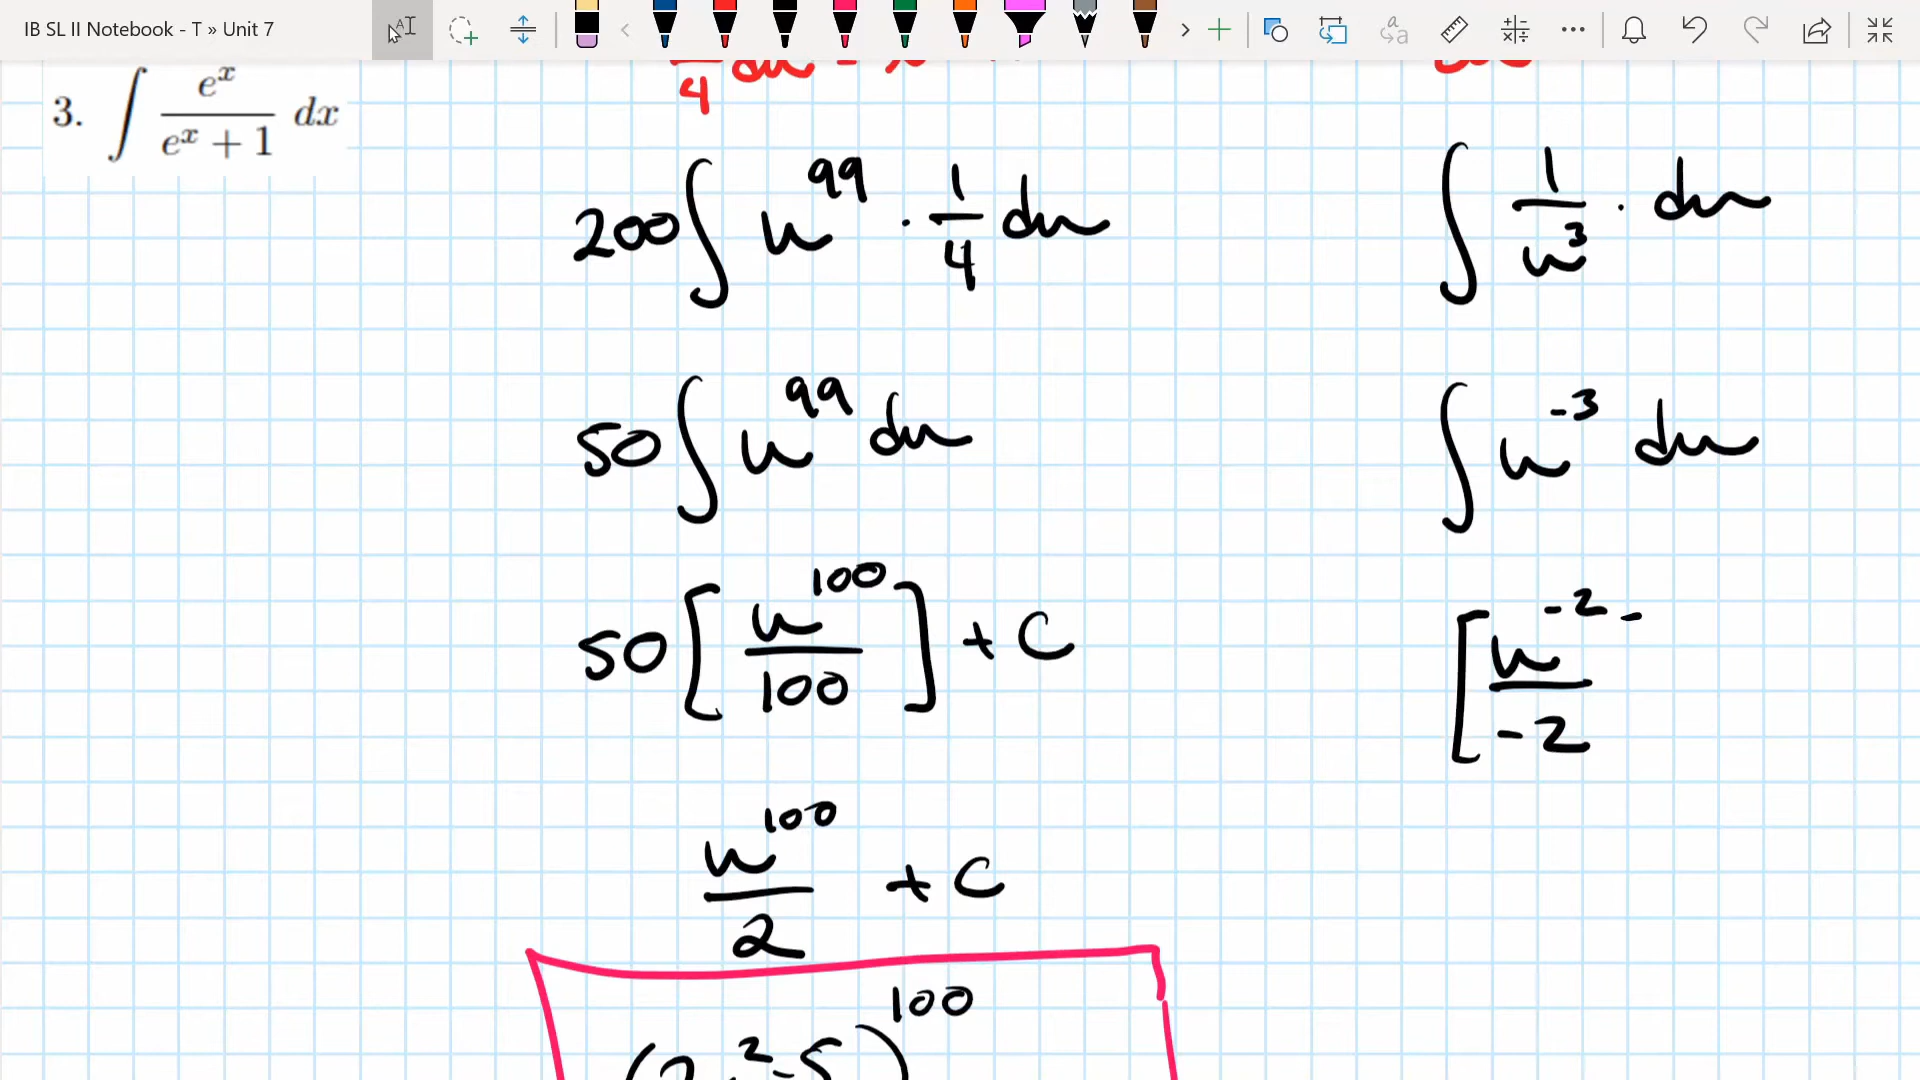 IB SL II Notebook - T » Unit 7
3. ∫ e^x / (e^x + 1) dx
4
200 ∫ u^99 · 1/4 du
∫ 1/u^3 · du
50 ∫ u^99 du
∫ u^-3 du
50 [ u^100 / 100 ] + C
[ u^-2 / -2
u^100 / 2 + C
100